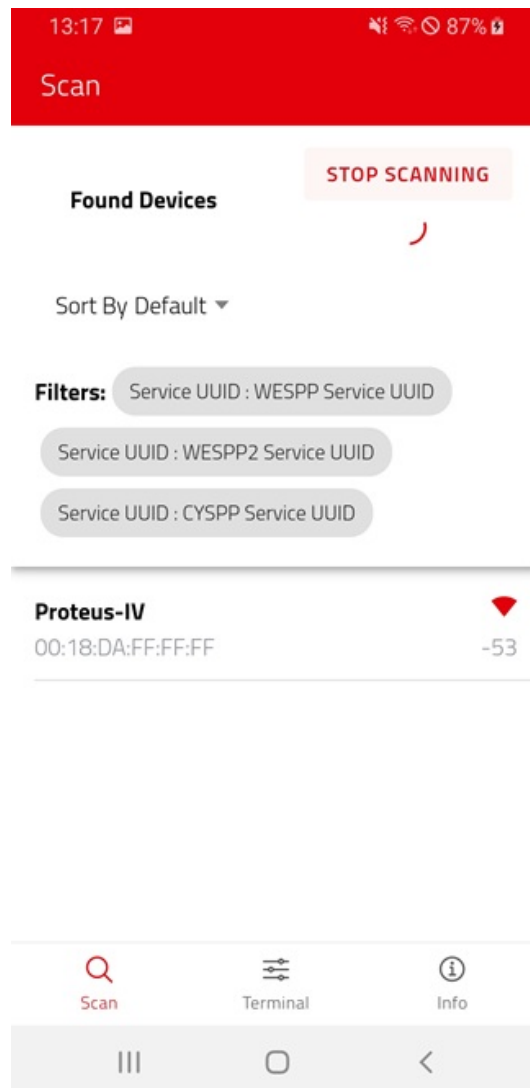 13:17 87%
Scan
STOP SCANNING
Found Devices
Sort By Default
Filters: Service UUID : WESPP Service UUID
Service UUID : WESPP2 Service UUID
Service UUID : CYSPP Service UUID
Proteus-IV
00:18:DA:FF:FF:FF -53
Scan Terminal Info